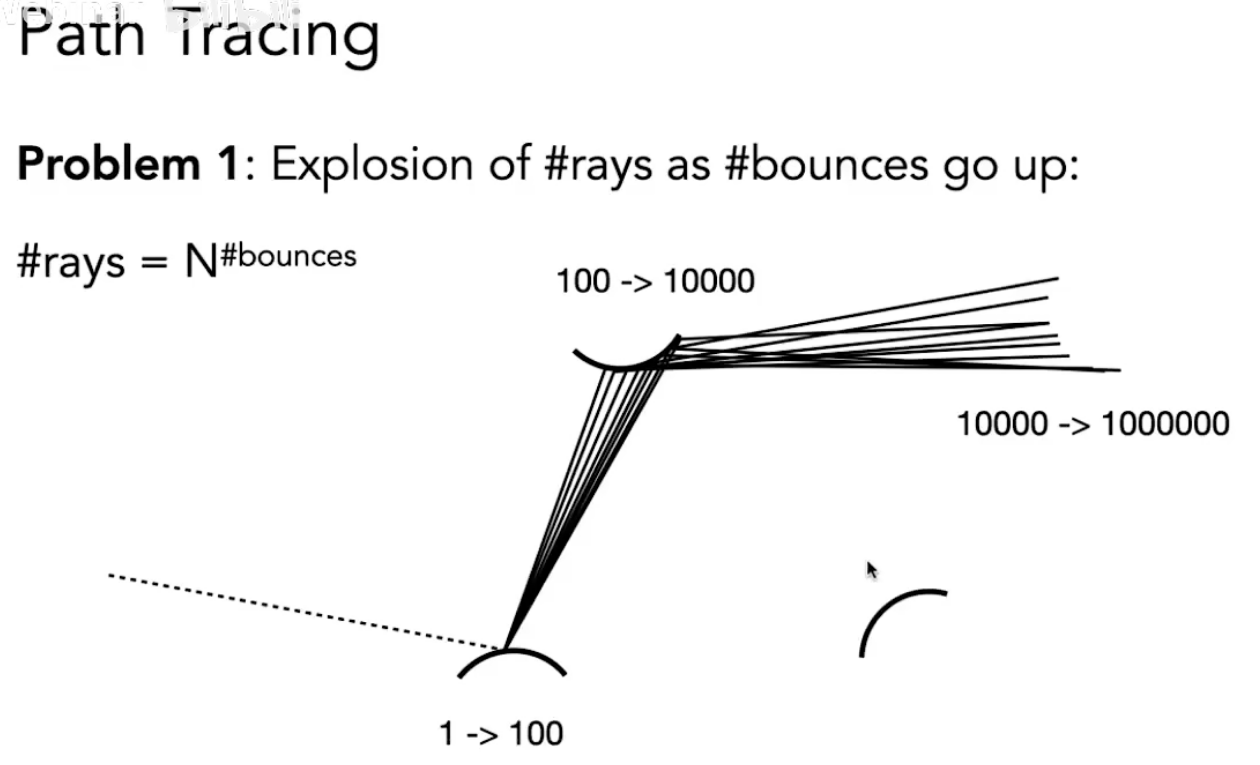 Path Tracing
Problem 1: Explosion of #rays as #bounces go up:
#rays = N#bounces
100 -> 10000
10000 -> 1000000
1 -> 100